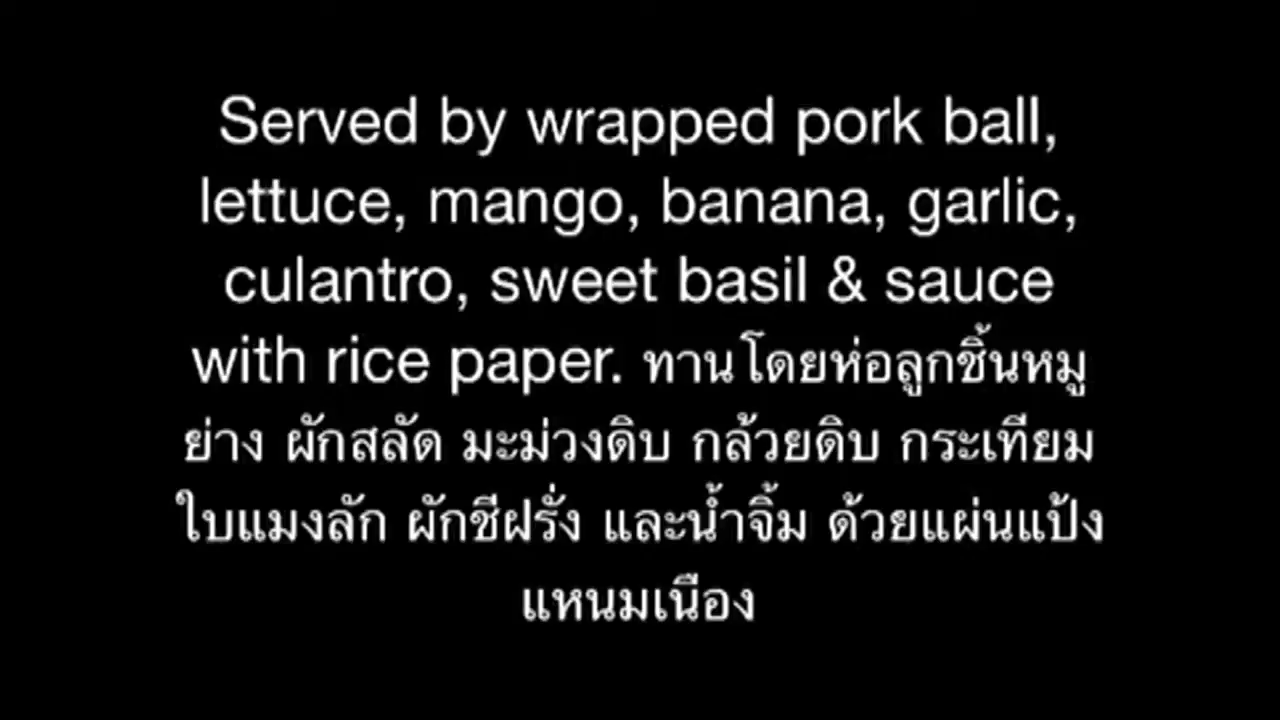 Served by wrapped pork ball,
lettuce, mango, banana, garlic,
culantro, sweet basil & sauce
with rice paper. ทานโดยห่อลูกชิ้นหมู
ย่าง ผักสลัด มะม่วงดิบ กล้วยดิบ กระเทียม
ใบแมงลัก ผักชีฝรั่ง และน้ำจิ้ม ด้วยแผ่นแป้ง
แหนมเนือง